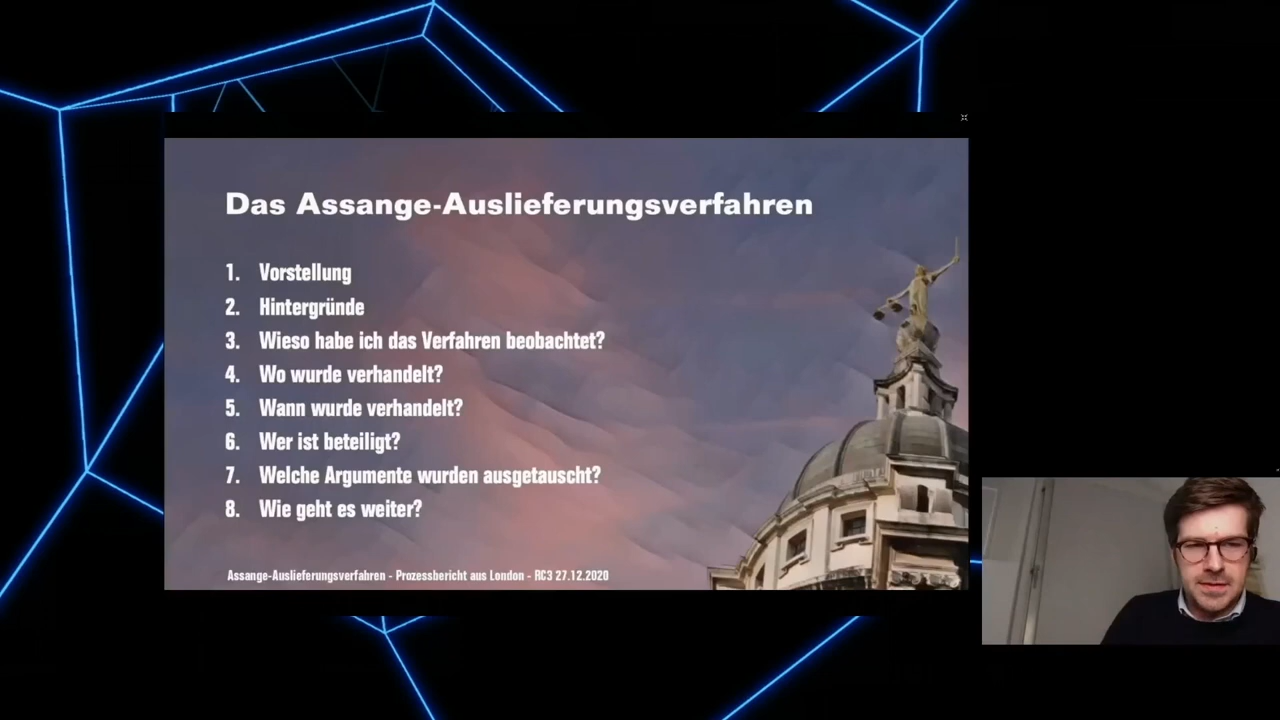 Das Assange-Auslieferungsverfahren
1. Vorstellung
2. Hintergründe
3. Wieso habe ich das Verfahren beobachtet?
4. Wo wurde verhandelt?
5. Wann wurde verhandelt?
6. Wer ist beteiligt?
7. Welche Argumente wurden ausgetauscht?
8. Wie geht es weiter?
Assange-Auslieferungsverfahren - Prozessbericht aus London - RC3 27.12.2020